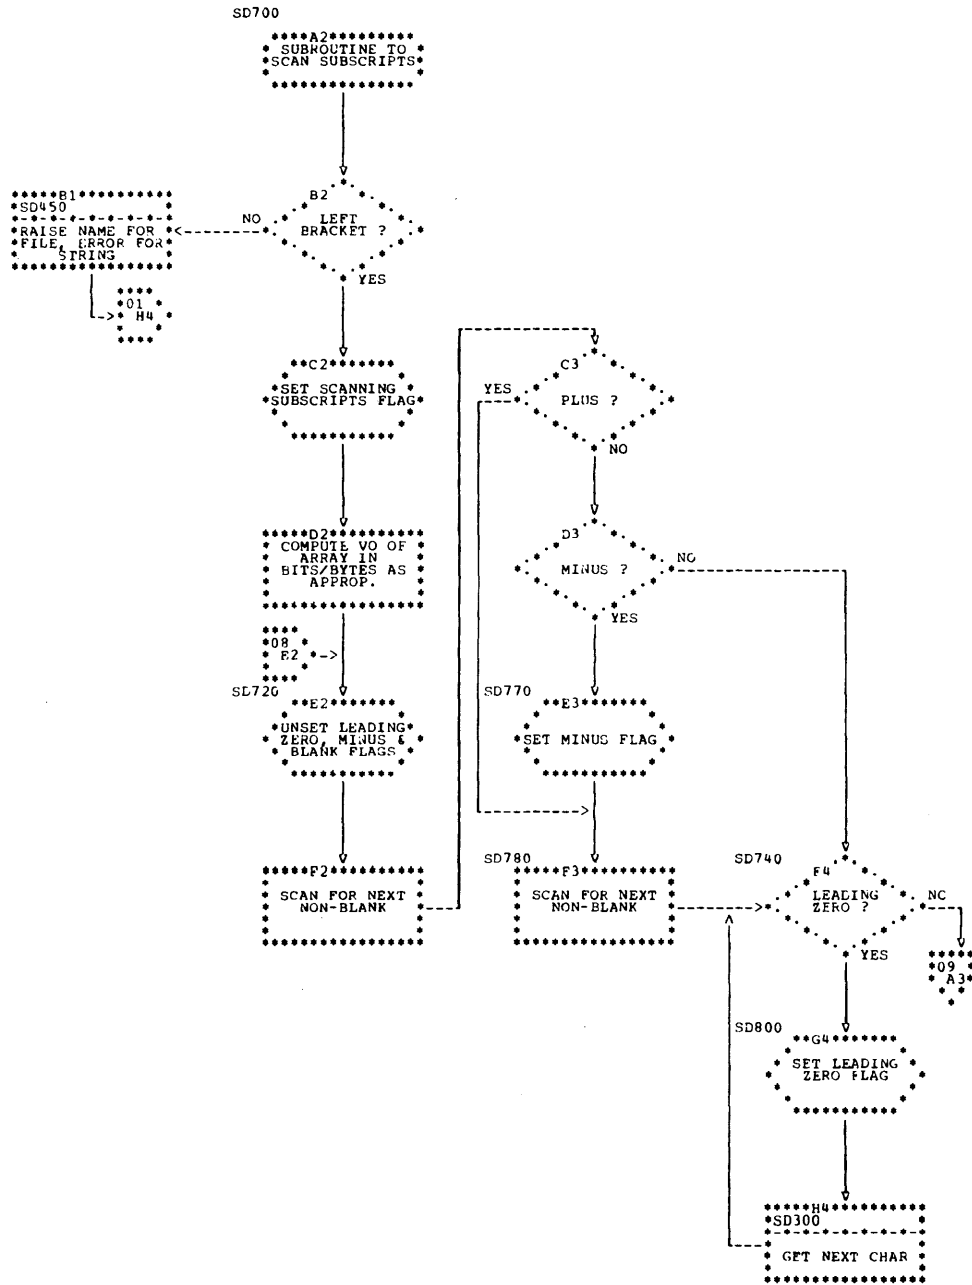 SD700
A2
SUBROUTINE TO
SCAN SUBSCRIPTS
B2
LEFT
BRACKET ?
NO
YES
B1
SD450
RAISE NAME FOR
FILE, ERROR FOR
STRING
01
H4
C2
SET SCANNING
SUBSCRIPTS FLAG
C3
PLUS ?
YES
NO
D2
COMPUTE VO OF
ARRAY IN
BITS/BYTES AS
APPROP.
D3
MINUS ?
NO
YES
08
E2
SD720
E2
UNSET LEADING
ZERO, MINUS &
BLANK FLAGS
SD770
E3
SET MINUS FLAG
F2
SCAN FOR NEXT
NON-BLANK
SD780
F3
SCAN FOR NEXT
NON-BLANK
SD740
F4
LEADING
ZERO ?
NO
YES
09
A3
SD800
G4
SET LEADING
ZERO FLAG
H4
SD300
GET NEXT CHAR